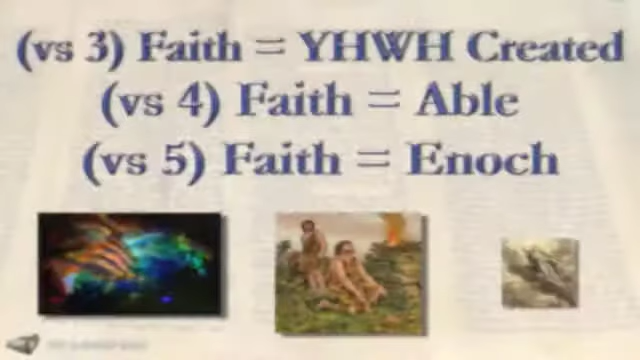 (vs 3) Faith = YHWH Created
(vs 4) Faith = Able
(vs 5) Faith = Enoch